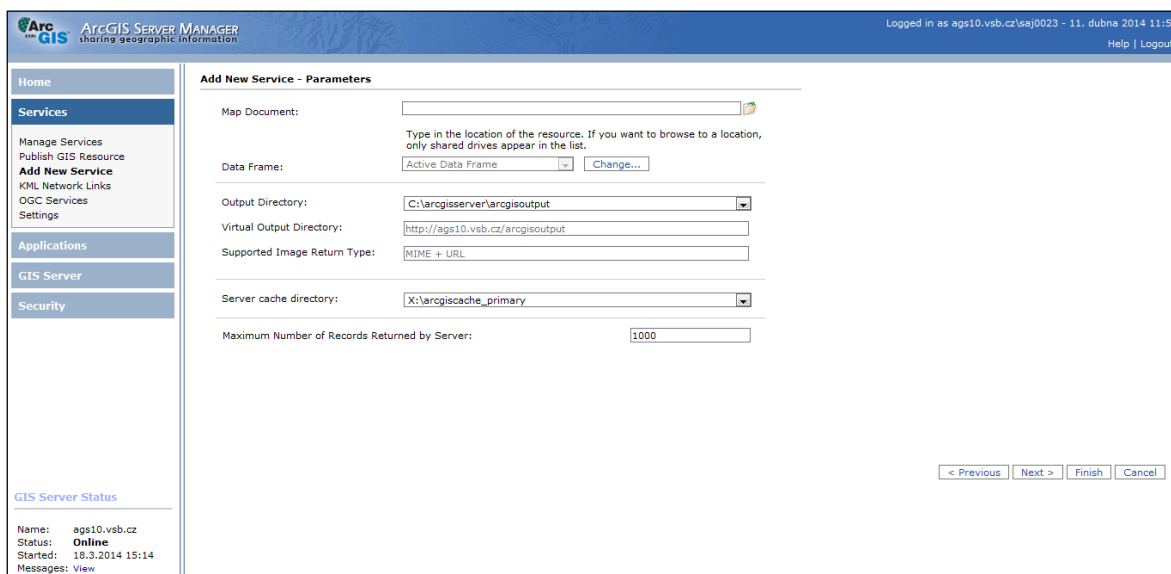 Arc GIS
ESRI
ArcGIS Server Manager
sharing geographic information
Logged in as ags10.vsb.cz\saj0023 - 11. dubna 2014 11:5
Help | Logout
Home
Services
Manage Services
Publish GIS Resource
Add New Service
KML Network Links
OGC Services
Settings
Applications
GIS Server
Security
GIS Server Status
Name: ags10.vsb.cz
Status: Online
Started: 18.3.2014 15:14
Messages: View
Add New Service - Parameters
Map Document:
Type in the location of the resource. If you want to browse to a location,
only shared drives appear in the list.
Data Frame: Active Data Frame Change...
Output Directory: C:\arcgisserver\arcgisoutput
Virtual Output Directory: http://ags10.vsb.cz/arcgisoutput
Supported Image Return Type: MIME + URL
Server cache directory: X:\arcgiscache_primary
Maximum Number of Records Returned by Server: 1000
< Previous Next > Finish Cancel